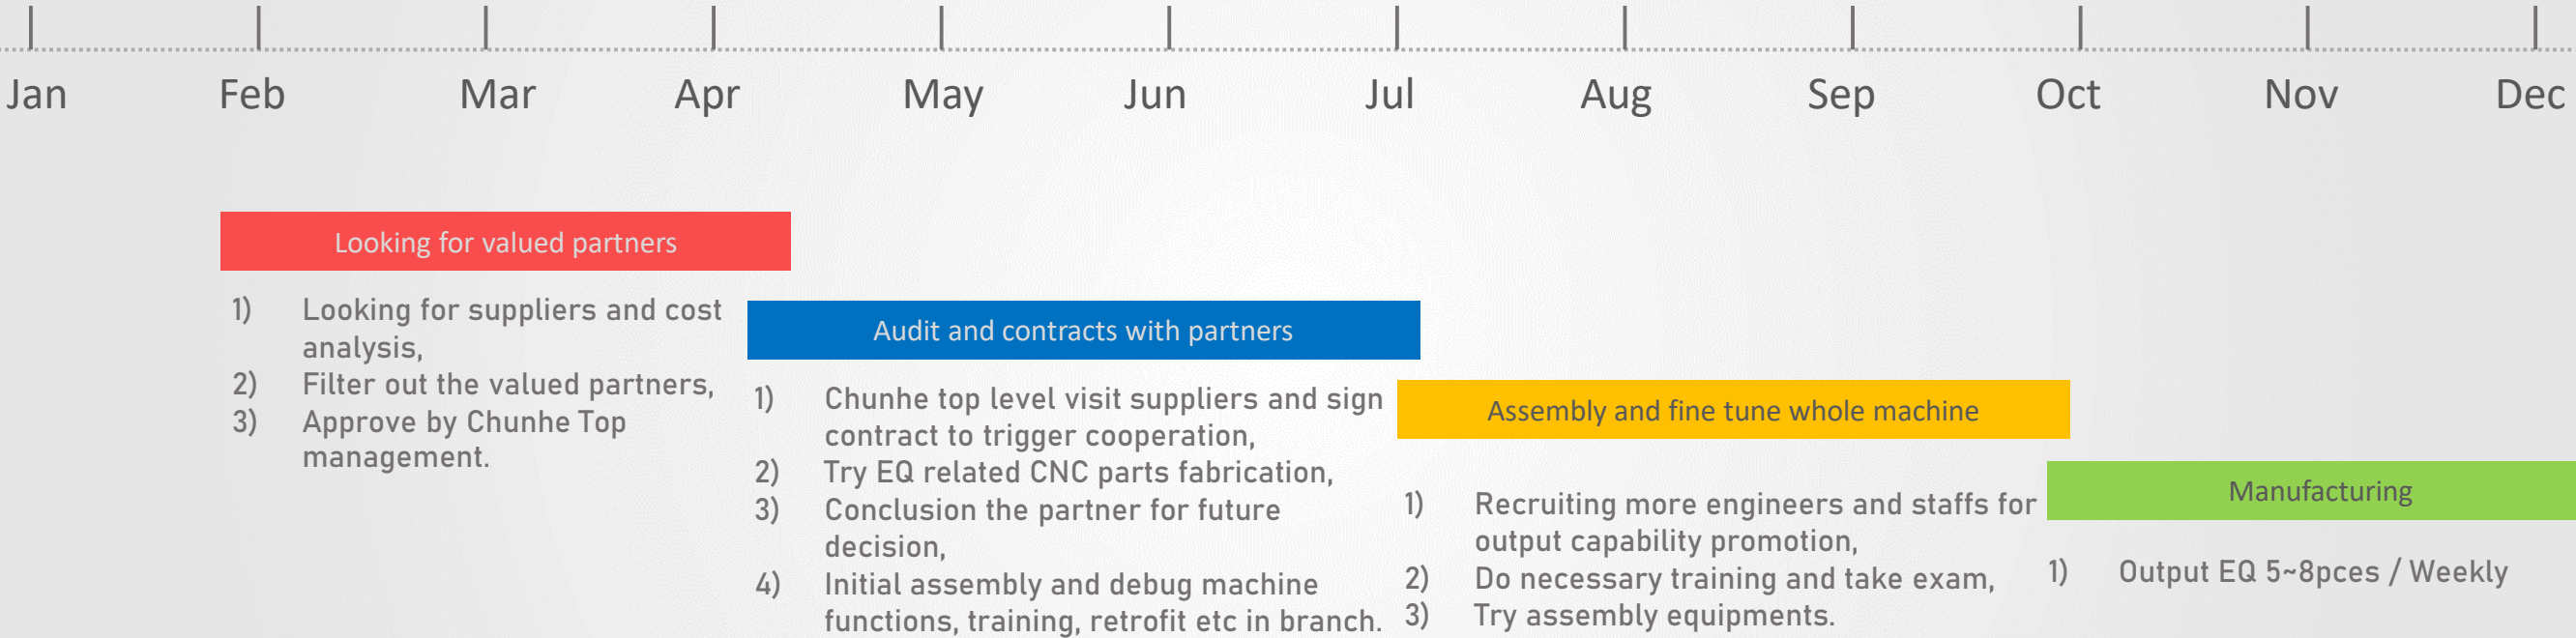 Jan Feb Mar Apr May Jun Jul Aug Sep Oct Nov Dec
Looking for valued partners
1) Looking for suppliers and cost
analysis,
2) Filter out the valued partners,
3) Approve by Chunhe Top
management.
Audit and contracts with partners
1) Chunhe top level visit suppliers and sign
contract to trigger cooperation,
2) Try EQ related CNC parts fabrication,
3) Conclusion the partner for future
decision,
4) Initial assembly and debug machine
functions, training, retrofit etc in branch.
Assembly and fine tune whole machine
1) Recruiting more engineers and staffs for
output capability promotion,
2) Do necessary training and take exam,
3) Try assembly equipments.
Manufacturing
1) Output EQ 5~8pces / Weekly